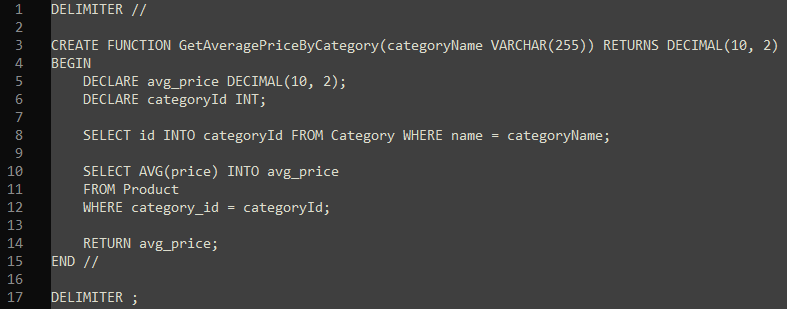 1 DELIMITER //
2
3 CREATE FUNCTION GetAveragePriceByCategory(categoryName VARCHAR(255)) RETURNS DECIMAL(10, 2)
4 BEGIN
5     DECLARE avg_price DECIMAL(10, 2);
6     DECLARE categoryId INT;
7
8     SELECT id INTO categoryId FROM Category WHERE name = categoryName;
9
10     SELECT AVG(price) INTO avg_price
11     FROM Product
12     WHERE category_id = categoryId;
13
14     RETURN avg_price;
15 END //
16
17 DELIMITER ;